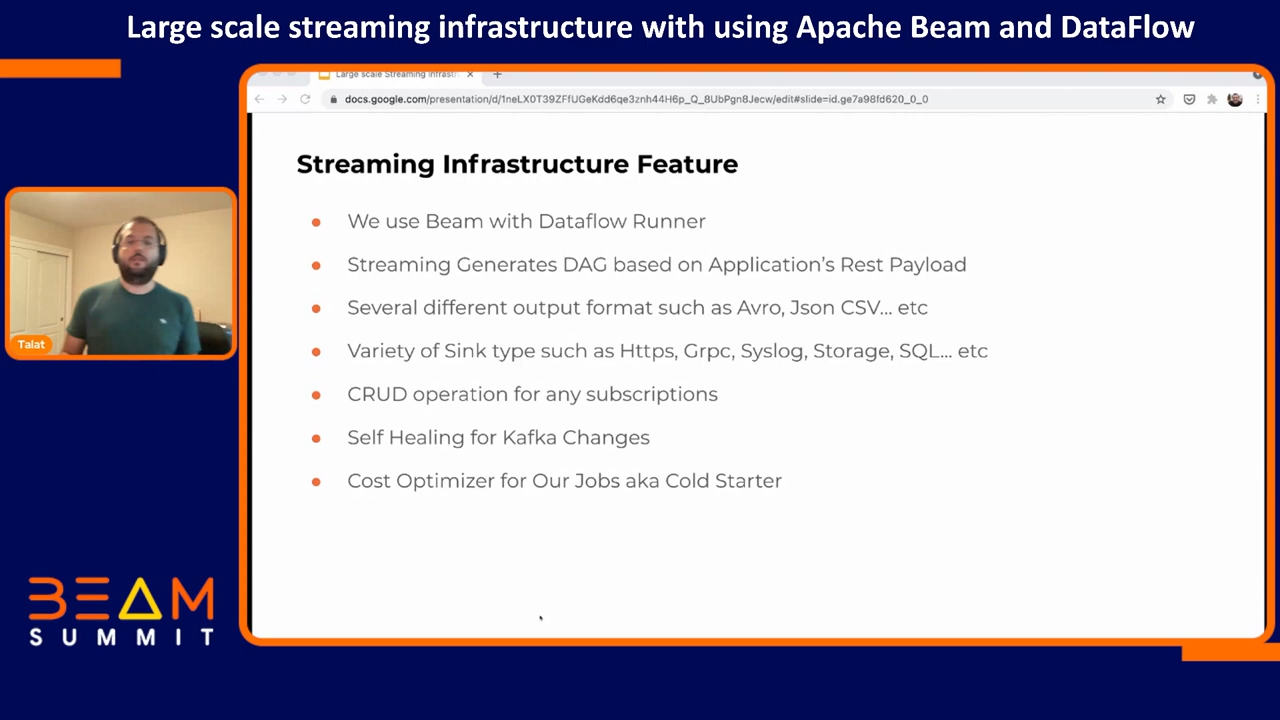 Large scale streaming infrastructure with using Apache Beam and DataFlow
Large scale Streaming Infrast
docs.google.com/presentation/d/1neLX0T39ZFfUGeKdd6qe3znh44H6p_Q_8UbPgn8Jecw/edit#slide=id.ge7a98fd620_0_0
Streaming Infrastructure Feature
We use Beam with Dataflow Runner
Streaming Generates DAG based on Application's Rest Payload
Several different output format such as Avro, Json CSV... etc
Variety of Sink type such as Https, Grpc, Syslog, Storage, SQL... etc
CRUD operation for any subscriptions
Self Healing for Kafka Changes
Cost Optimizer for Our Jobs aka Cold Starter
Talat
BEAM
SUMMIT